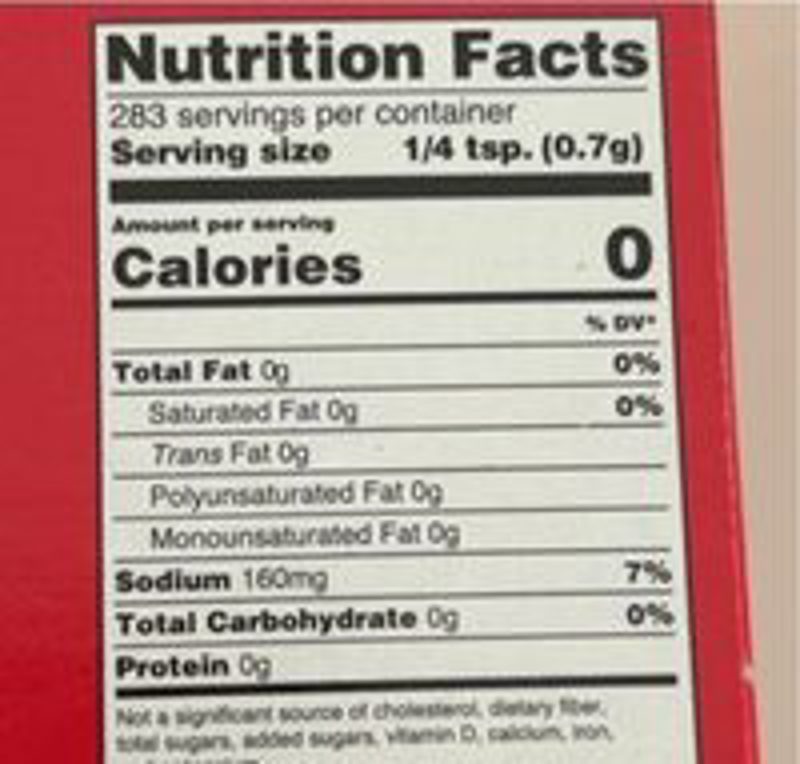 Nutrition Facts
283 servings per container
Serving size 1/4 tsp. (0.7g)
Amount per serving
Calories 0
% DV*
Total Fat 0g 0%
Saturated Fat 0g 0%
Trans Fat 0g
Polyunsaturated Fat 0g
Monounsaturated Fat 0g
Sodium 160mg 7%
Total Carbohydrate 0g 0%
Protein 0g
Not a significant source of cholesterol, dietary fiber,
total sugars, added sugars, vitamin D, calcium, iron,